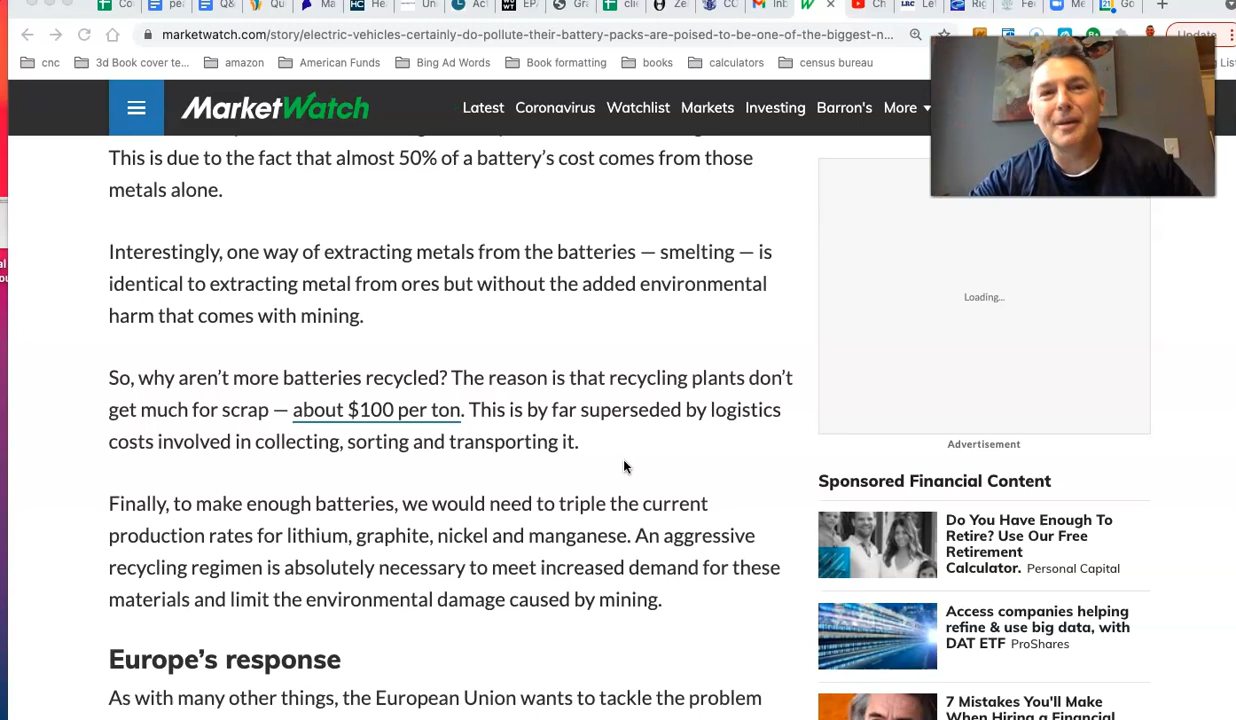 Update
marketwatch.com/story/electric-vehicles-certainly-do-pollute-their-battery-packs-are-poised-to-be-one-of-the-biggest-n...
cnc
3d Book cover te...
amazon
American Funds
Bing Ad Words
Book formatting
books
calculators
census bureau
MarketWatch
Latest
Coronavirus
Watchlist
Markets
Investing
Barron's
More
This is due to the fact that almost 50% of a battery's cost comes from those
metals alone.
Interestingly, one way of extracting metals from the batteries — smelting — is
identical to extracting metal from ores but without the added environmental
harm that comes with mining.
So, why aren't more batteries recycled? The reason is that recycling plants don't
get much for scrap — about $100 per ton. This is by far superseded by logistics
costs involved in collecting, sorting and transporting it.
Finally, to make enough batteries, we would need to triple the current
production rates for lithium, graphite, nickel and manganese. An aggressive
recycling regimen is absolutely necessary to meet increased demand for these
materials and limit the environmental damage caused by mining.
Europe's response
As with many other things, the European Union wants to tackle the problem
Loading...
Advertisement
Sponsored Financial Content
Do You Have Enough To
Retire? Use Our Free
Retirement
Calculator. Personal Capital
Access companies helping
refine & use big data, with
DAT ETF ProShares
7 Mistakes You'll Make
When Hiring a Financial